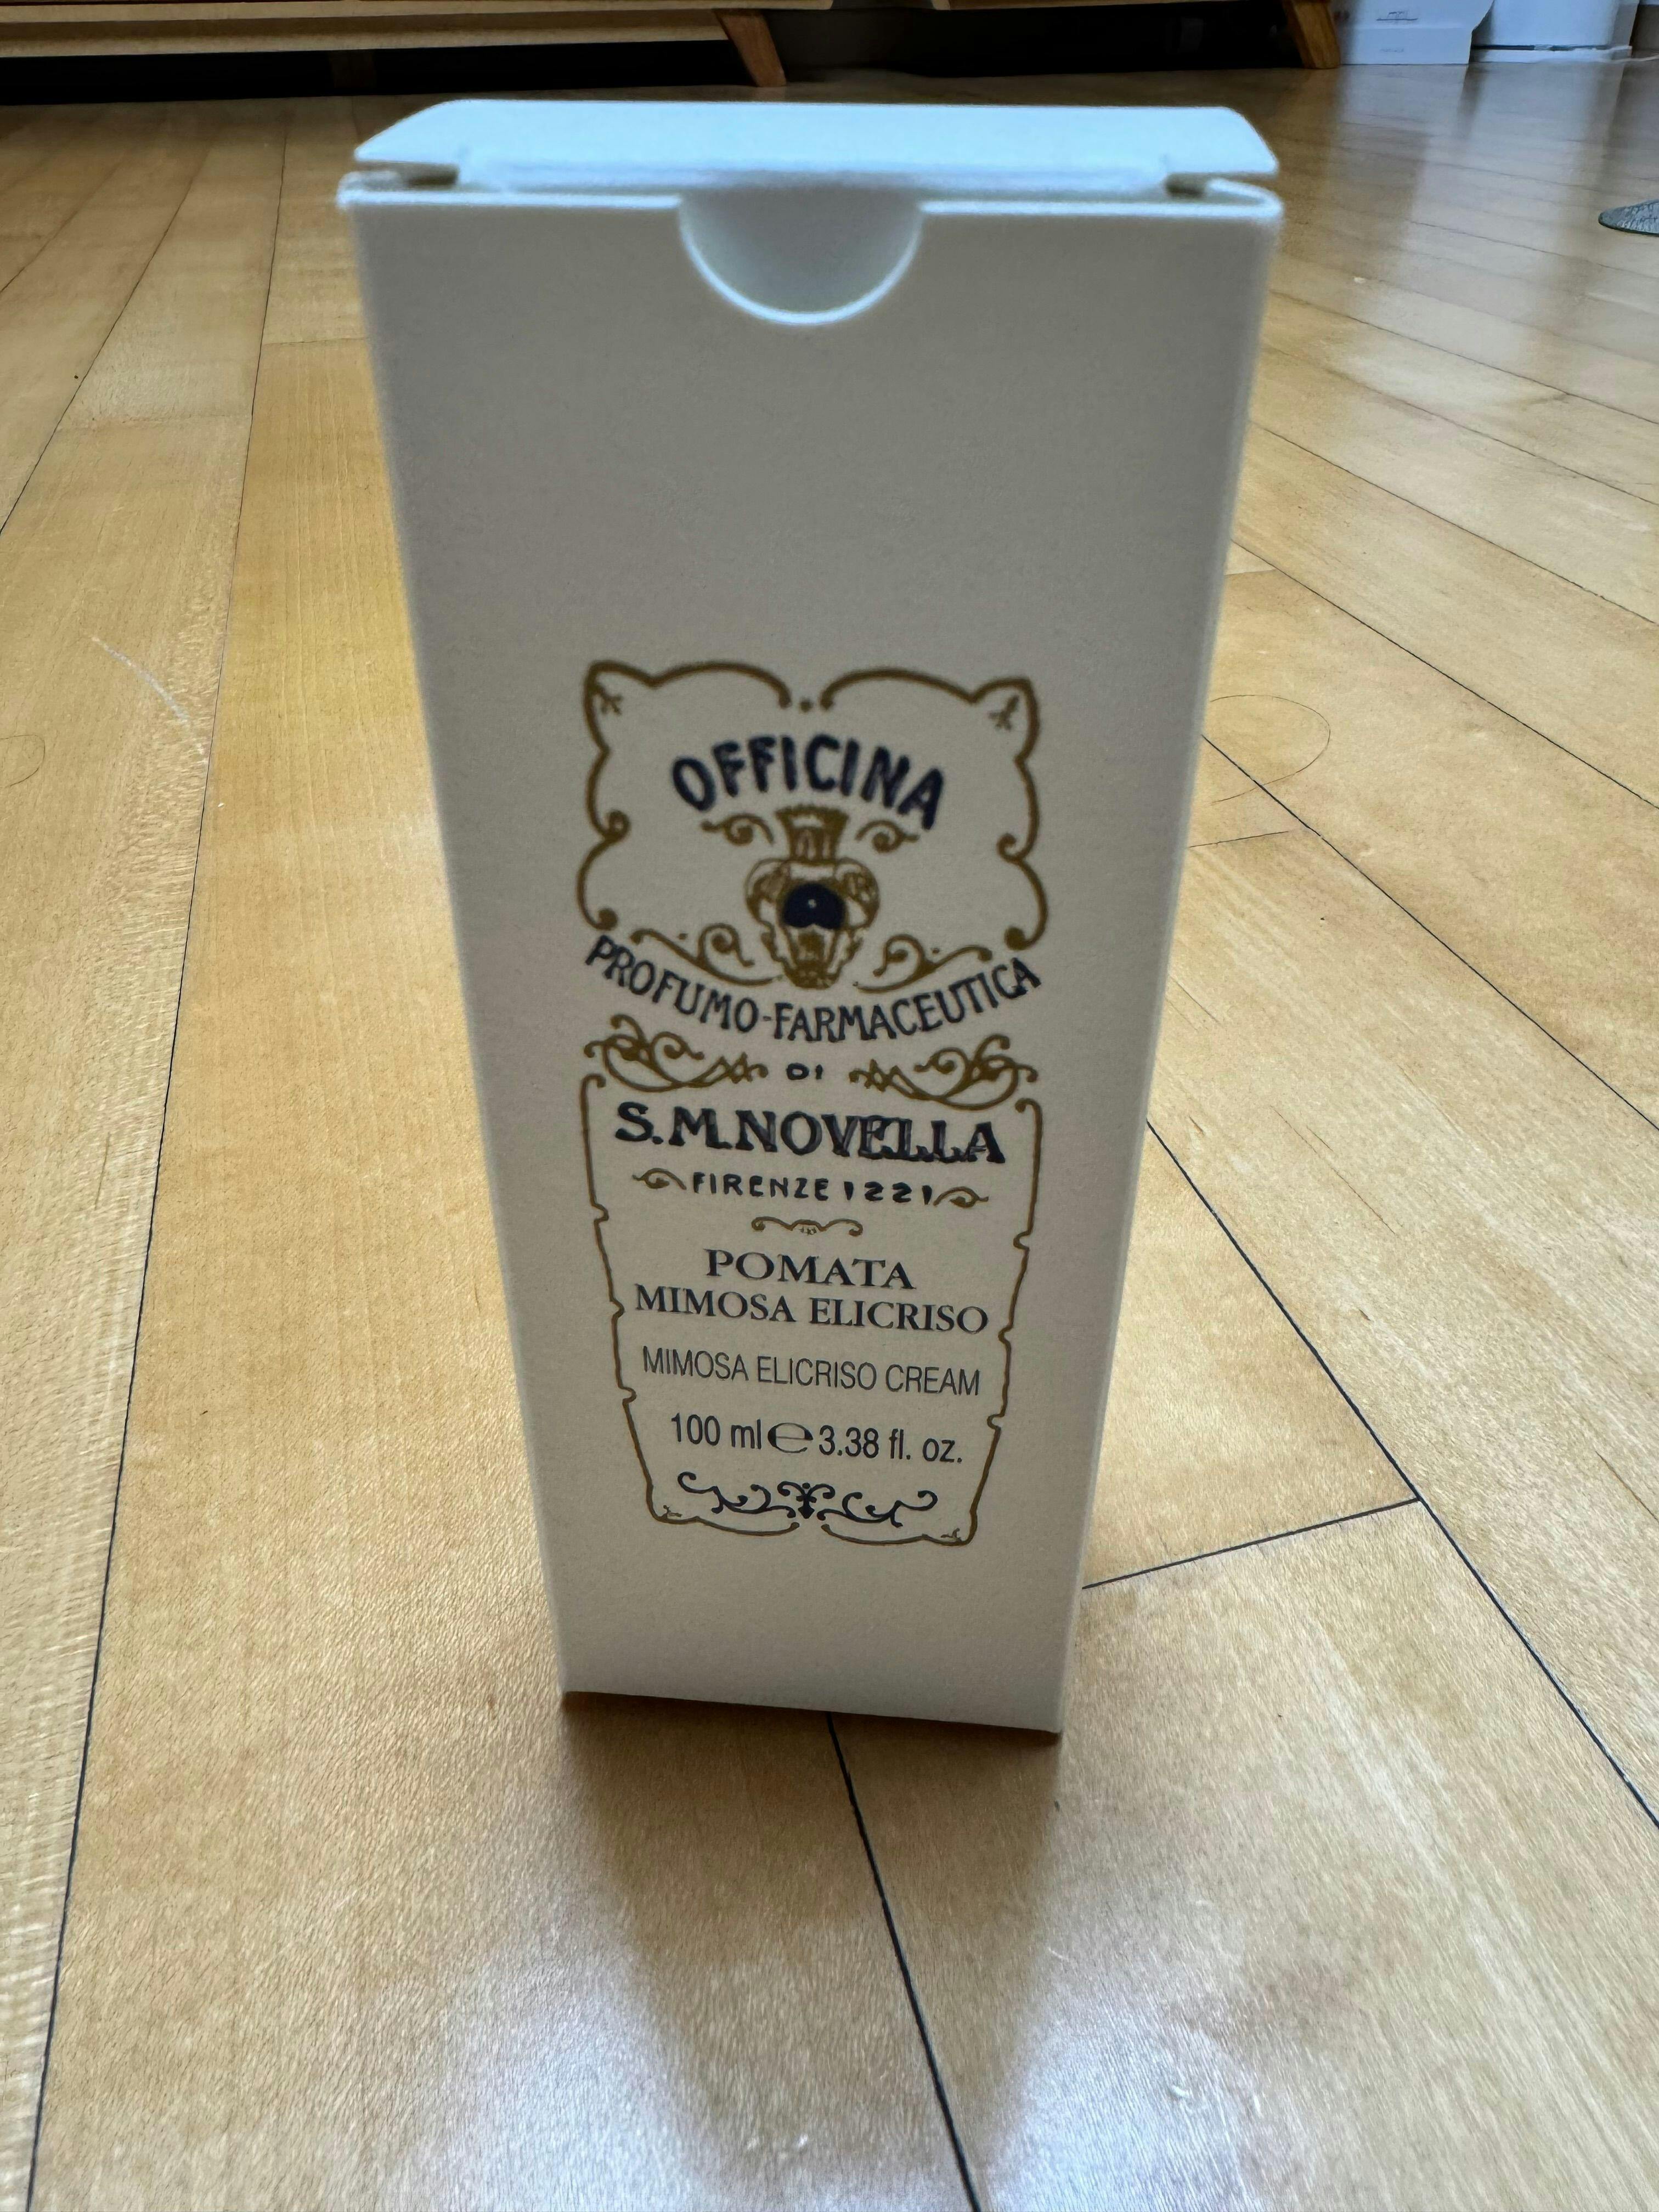 OFFICINA
PROFUMO-FARMACEUTICA
DI
S.M.NOVELLA
FIRENZE 1221
POMATA
MIMOSA ELICRISO
MIMOSA ELICRISO CREAM
100 ml ℮ 3.38 fl. oz.